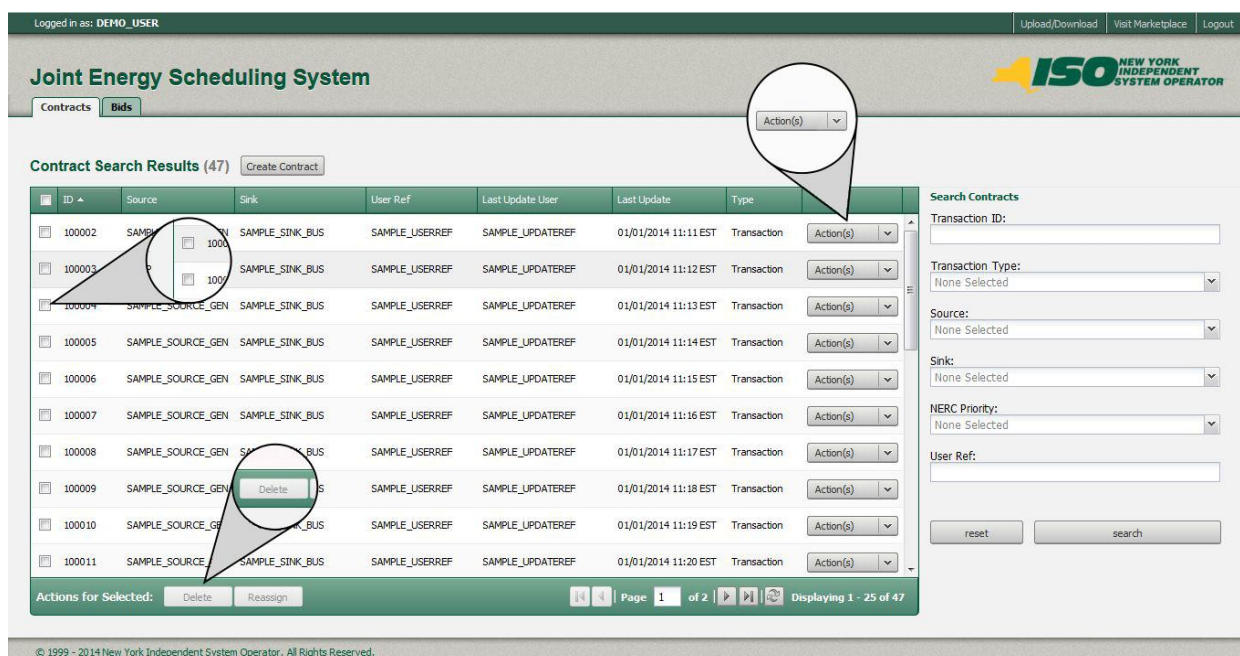 Logged in as: DEMO_USER Upload/Download Visit Marketplace Logout
Joint Energy Scheduling System
ISO NEW YORK INDEPENDENT SYSTEM OPERATOR
Contracts Bids
Action(s)
Contract Search Results (47) Create Contract
ID Source Sink User Ref Last Update User Last Update Type
100002 SAMP N SAMPLE_SINK_BUS SAMPLE_USERREF SAMPLE_UPDATEREF 01/01/2014 11:11 EST Transaction Action(s)
1000
100003 SAMPLE_SINK_BUS SAMPLE_USERREF SAMPLE_UPDATEREF 01/01/2014 11:12 EST Transaction Action(s)
100004 SAMPLE_SOURCE_GEN SAMPLE_SINK_BUS SAMPLE_USERREF SAMPLE_UPDATEREF 01/01/2014 11:13 EST Transaction Action(s)
100005 SAMPLE_SOURCE_GEN SAMPLE_SINK_BUS SAMPLE_USERREF SAMPLE_UPDATEREF 01/01/2014 11:14 EST Transaction Action(s)
100006 SAMPLE_SOURCE_GEN SAMPLE_SINK_BUS SAMPLE_USERREF SAMPLE_UPDATEREF 01/01/2014 11:15 EST Transaction Action(s)
100007 SAMPLE_SOURCE_GEN SAMPLE_SINK_BUS SAMPLE_USERREF SAMPLE_UPDATEREF 01/01/2014 11:16 EST Transaction Action(s)
100008 SAMPLE_SOURCE_GEN BUS SAMPLE_USERREF SAMPLE_UPDATEREF 01/01/2014 11:17 EST Transaction Action(s)
100009 SAMPLE_SOURCE_GEN Delete S SAMPLE_USERREF SAMPLE_UPDATEREF 01/01/2014 11:18 EST Transaction Action(s)
100010 SAMPLE_SOURCE_GE K_BUS SAMPLE_USERREF SAMPLE_UPDATEREF 01/01/2014 11:19 EST Transaction Action(s)
100011 SAMPLE_SOURCE_ SAMPLE_SINK_BUS SAMPLE_USERREF SAMPLE_UPDATEREF 01/01/2014 11:20 EST Transaction Action(s)
Actions for Selected: Delete Reassign Page 1 of 2 Displaying 1 - 25 of 47
Search Contracts
Transaction ID:
Transaction Type:
None Selected
Source:
None Selected
Sink:
None Selected
NERC Priority:
None Selected
User Ref:
reset search
© 1999 - 2014 New York Independent System Operator. All Rights Reserved.